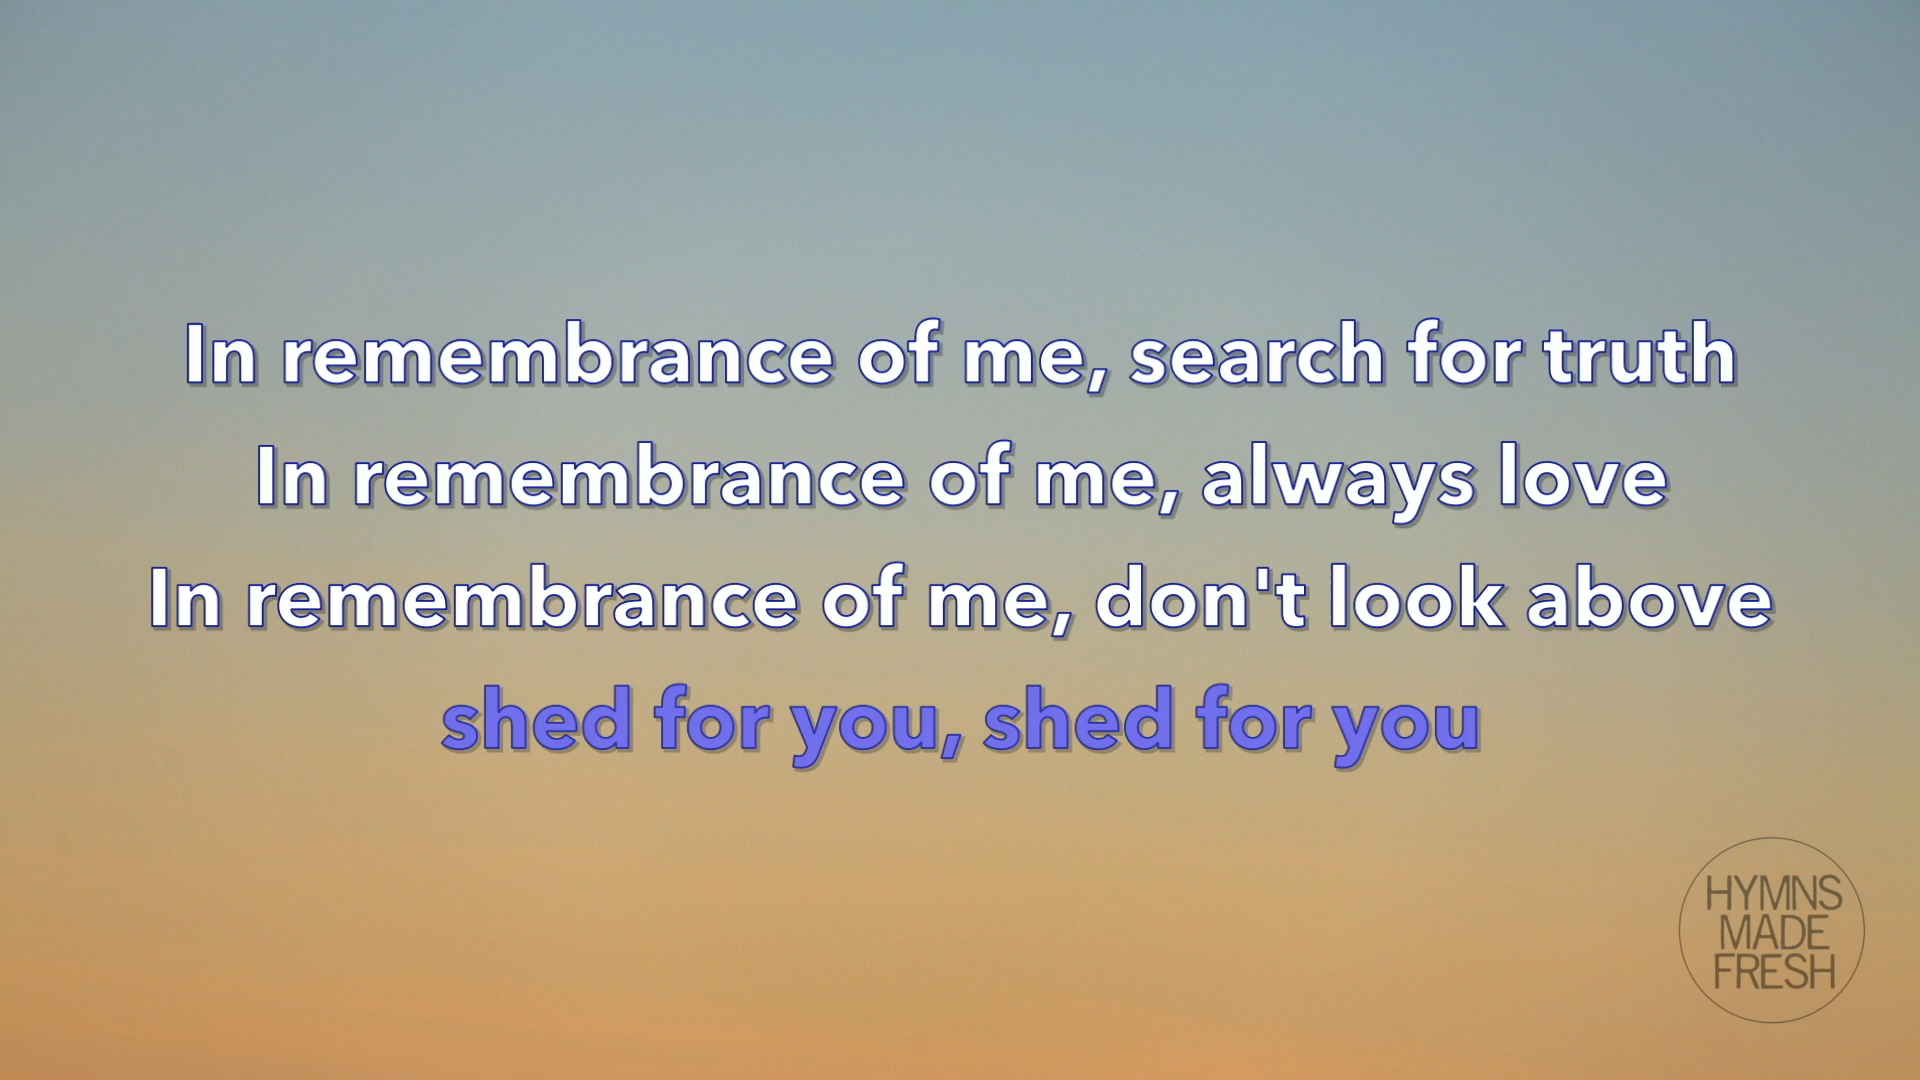 In remembrance of me, search for truth
In remembrance of me, always love
In remembrance of me, don't look above
shed for you, shed for you
HYMNS
MADE
FRESH